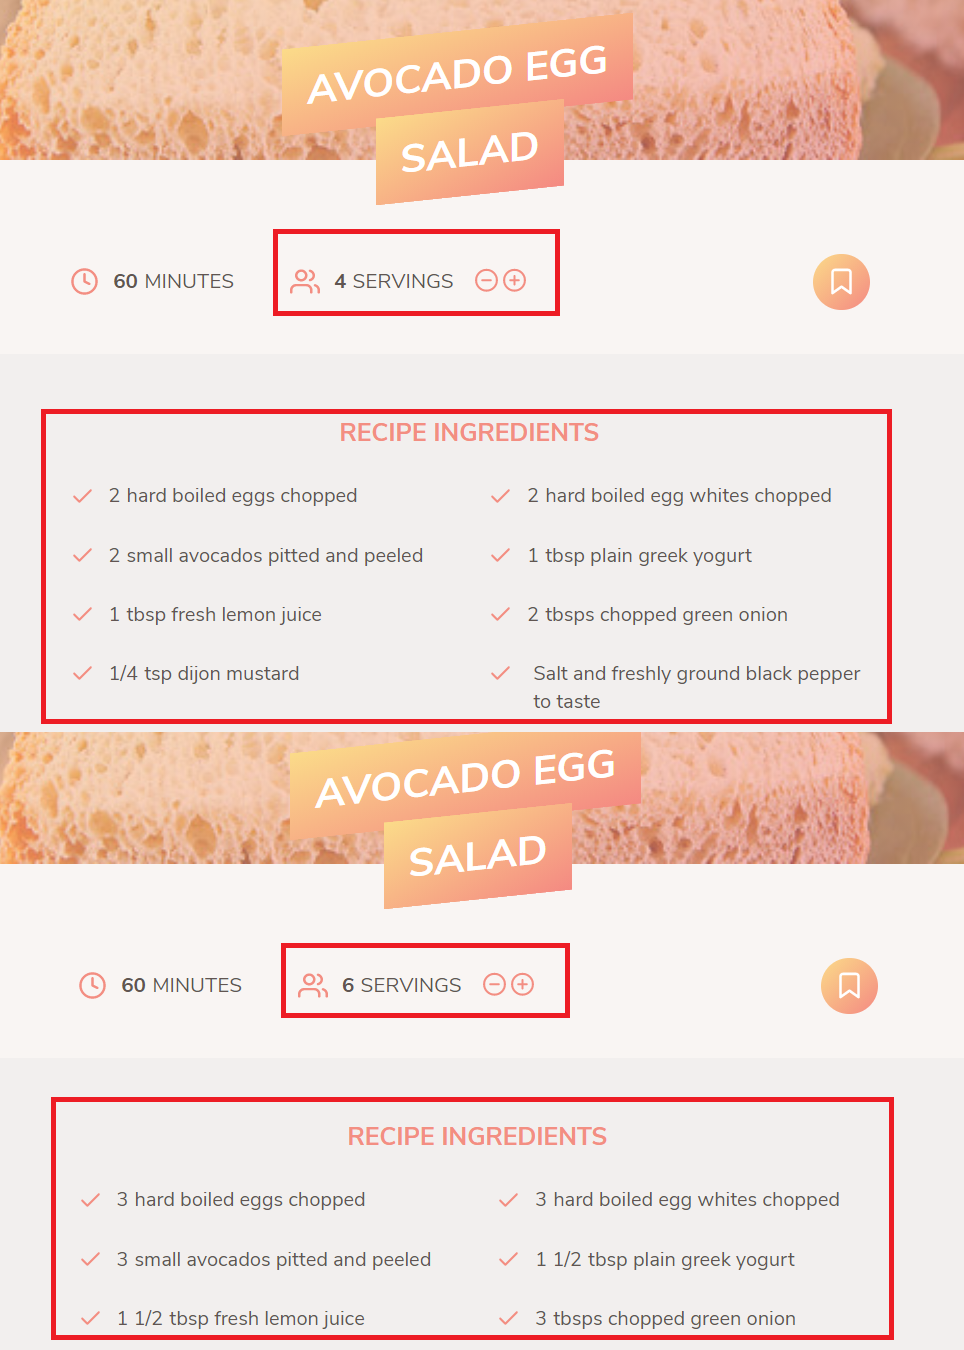 AVOCADO EGG
SALAD
60 MINUTES
4 SERVINGS
RECIPE INGREDIENTS
2 hard boiled eggs chopped
2 hard boiled egg whites chopped
2 small avocados pitted and peeled
1 tbsp plain greek yogurt
1 tbsp fresh lemon juice
2 tbsps chopped green onion
1/4 tsp dijon mustard
Salt and freshly ground black pepper
to taste
AVOCADO EGG
SALAD
60 MINUTES
6 SERVINGS
RECIPE INGREDIENTS
3 hard boiled eggs chopped
3 hard boiled egg whites chopped
3 small avocados pitted and peeled
1 1/2 tbsp plain greek yogurt
1 1/2 tbsp fresh lemon juice
3 tbsps chopped green onion